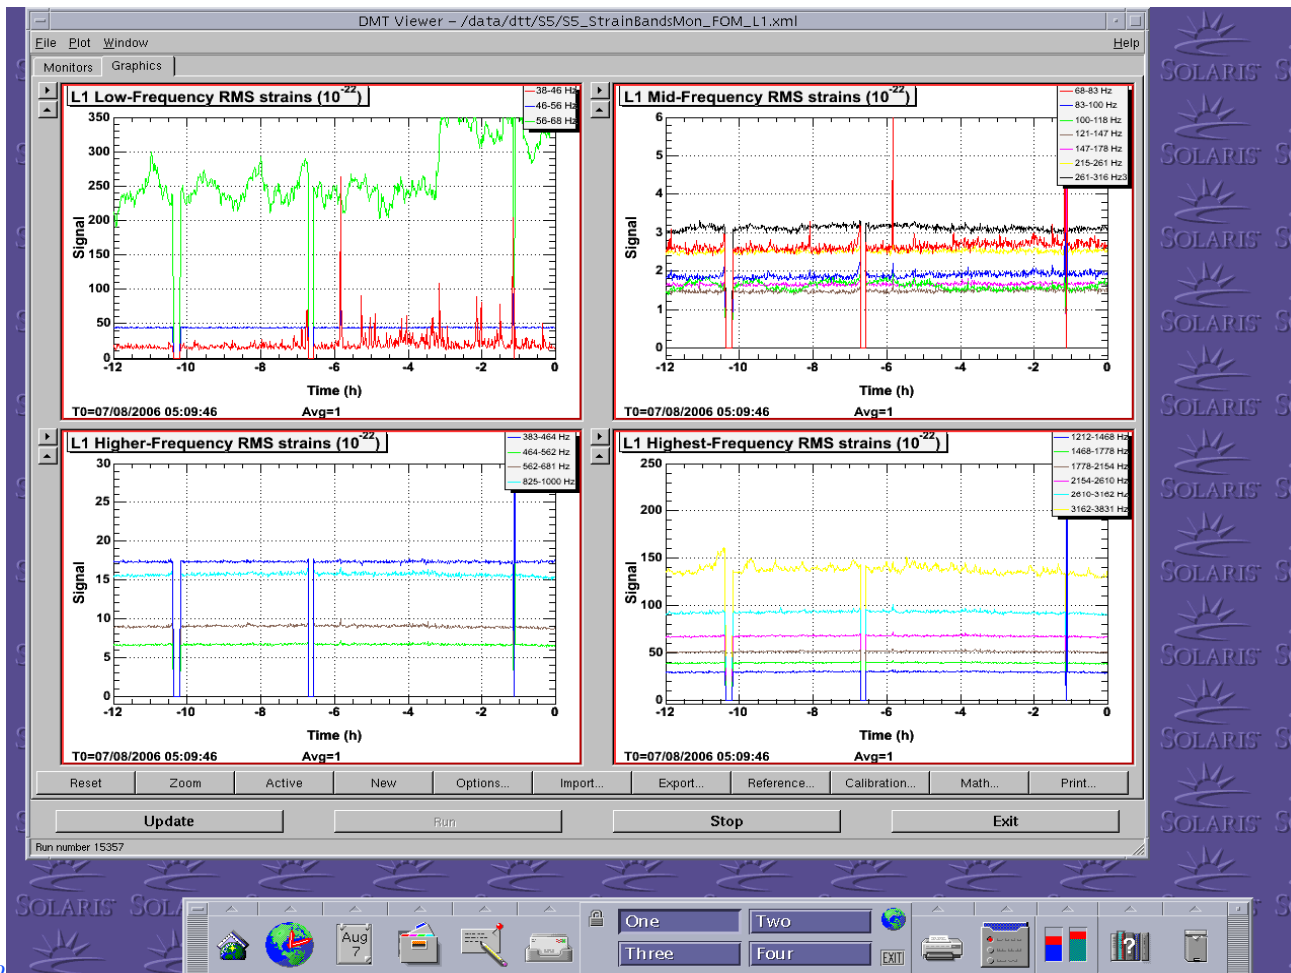 DMT Viewer – /data/dtt/S5/S5_StrainBandsMon_FOM_L1.xml
File Plot Window Help
Monitors Graphics
L1 Low-Frequency RMS strains (10^-22)
38-46 Hz
46-56 Hz
56-68 Hz
350
300
250
200
150
100
50
0
Signal
-12 -10 -8 -6 -4 -2 0
Time (h)
T0=07/08/2006 05:09:46 Avg=1
L1 Mid-Frequency RMS strains (10^-22)
68-83 Hz
83-100 Hz
100-118 Hz
121-147 Hz
147-178 Hz
215-261 Hz
261-316 Hz3
6
5
4
3
2
1
0
Signal
-12 -10 -8 -6 -4 -2 0
Time (h)
T0=07/08/2006 05:09:46 Avg=1
L1 Higher-Frequency RMS strains (10^-22)
383-464 Hz
464-562 Hz
562-681 Hz
825-1000 Hz
30
25
20
15
10
5
0
Signal
-12 -10 -8 -6 -4 -2 0
Time (h)
T0=07/08/2006 05:09:46 Avg=1
L1 Highest-Frequency RMS strains (10^-22)
1212-1468 Hz
1468-1778 Hz
1778-2154 Hz
2154-2610 Hz
2610-3162 Hz
3162-3831 Hz
250
200
150
100
50
0
Signal
-12 -10 -8 -6 -4 -2 0
Time (h)
T0=07/08/2006 05:09:46 Avg=1
Reset Zoom Active New Options... Import... Export... Reference... Calibration... Math... Print...
Update Run Stop Exit
Run number 15357
SOLARIS
SOLARIS
SOLARIS
SOLARIS
SOLARIS
SOLARIS
SOLARIS
SOLARIS
SOLARIS
SOLARIS
SOLARIS
Aug
7
One Two
Three Four
EXIT
?